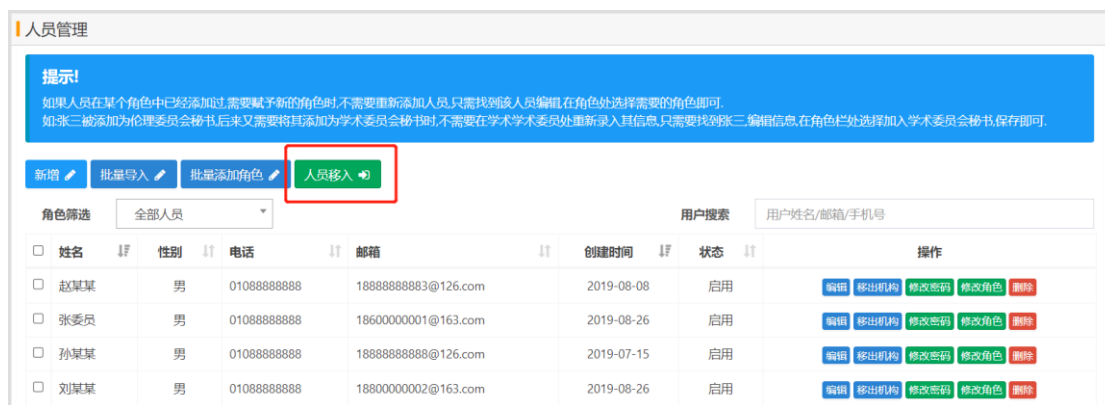 人员管理
提示!
如果人员在某个角色中已经添加过,需要赋予新的角色时,不需要重新添加人员,只需找到该人员编辑,在角色处选择需要的角色即可.
如:张三被添加为伦理委员会秘书,后来又需要将其添加为学术委员会秘书时,不需要在学术学术委员处重新录入其信息,只需要找到张三,编辑信息,在角色栏处选择加入学术委员会秘书,保存即可.
新增 批量导入 批量添加角色 人员移入
角色筛选 全部人员 用户搜索 用户姓名/邮箱/手机号
姓名 性别 电话 邮箱 创建时间 状态 操作
赵某某 男 01088888888 18888888883@126.com 2019-08-08 启用 编辑 移出机构 修改密码 修改角色 删除
张委员 男 01088888888 18600000001@163.com 2019-08-26 启用 编辑 移出机构 修改密码 修改角色 删除
孙某某 男 01088888888 18888888888@126.com 2019-07-15 启用 编辑 移出机构 修改密码 修改角色 删除
刘某某 男 01088888888 18800000002@163.com 2019-08-26 启用 编辑 移出机构 修改密码 修改角色 删除